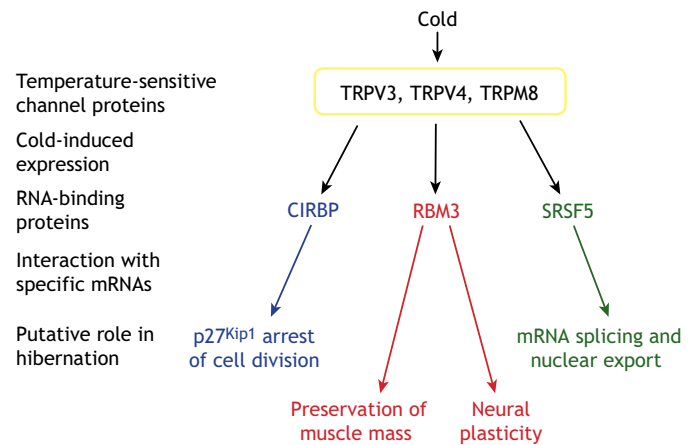 Cold
Temperature-sensitive
channel proteins
TRPV3, TRPV4, TRPM8
Cold-induced
expression
RNA-binding
proteins
CIRBP
RBM3
SRSF5
Interaction with
specific mRNAs
Putative role in
hibernation
p27Kip1 arrest
of cell division
mRNA splicing and
nuclear export
Preservation of
muscle mass
Neural
plasticity